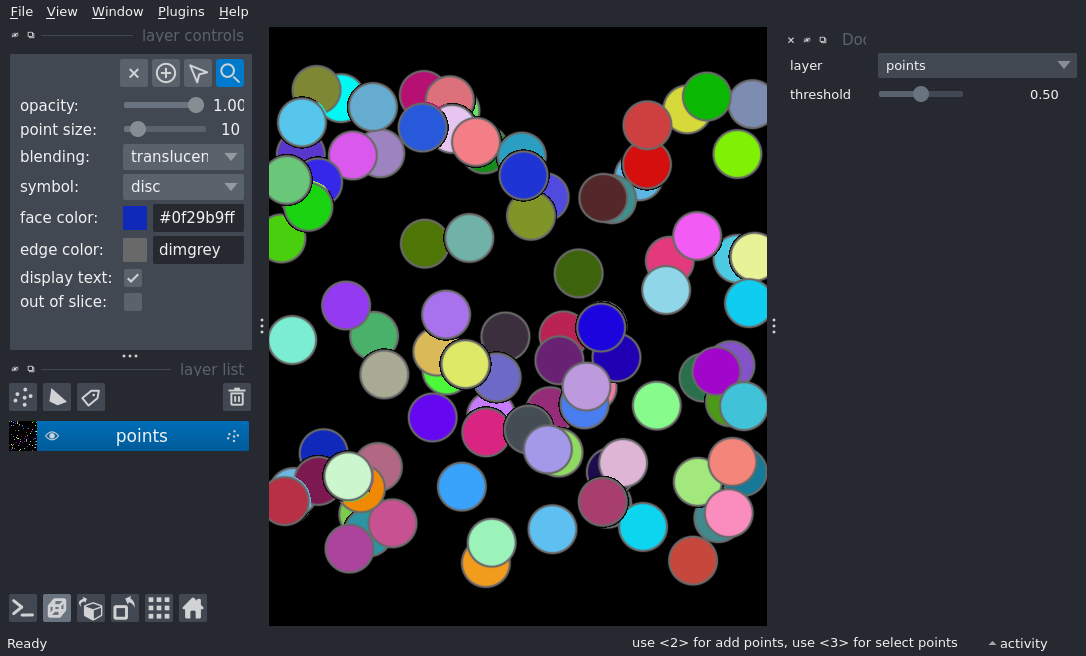 File View Window Plugins Help
layer controls
opacity: 1.00
point size: 10
blending: translucen
symbol: disc
face color: #0f29b9ff
edge color: dimgrey
display text:
out of slice:
layer list
points
Doc
layer points
threshold 0.50
Ready
use <2> for add points, use <3> for select points
activity